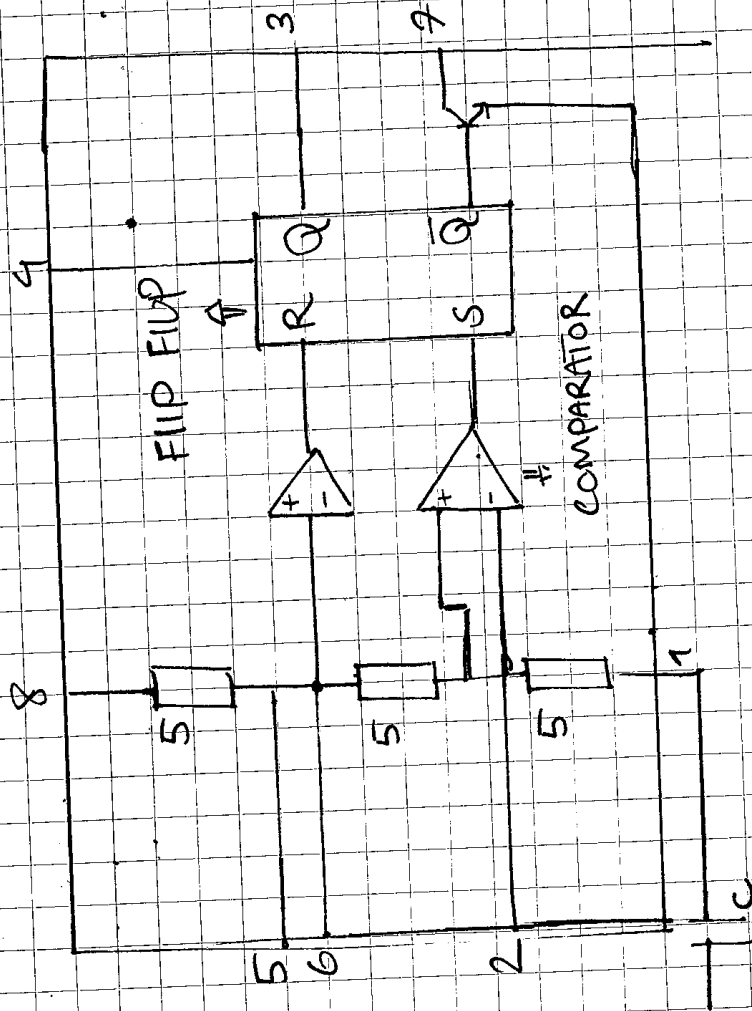 8 4
5 FlIP FlOP
5 + R Q 3
6 -
5 + S Q̄ 7
2 -
5 COMPARATOR
1
C